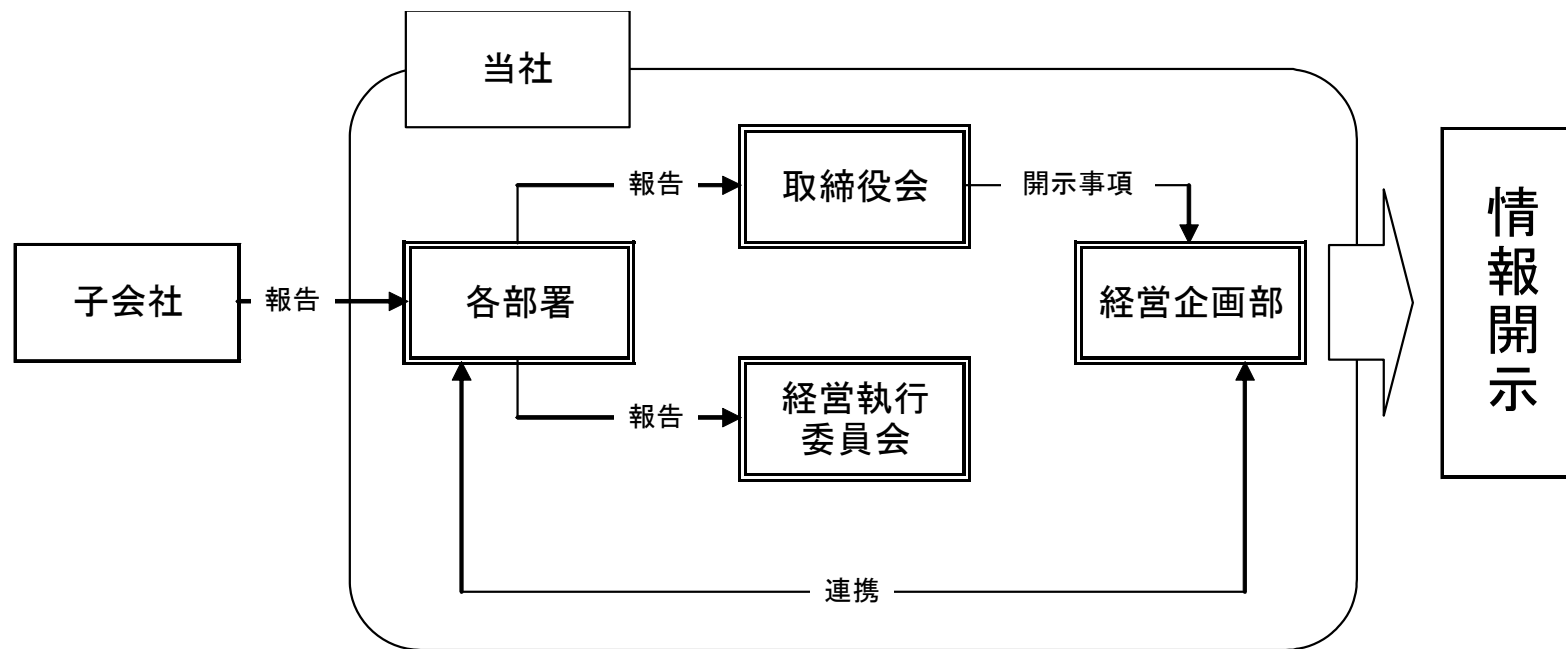 当社
報告
取締役会
開示事項
子会社
報告
各部署
経営企画部
報告
経営執行
委員会
連携
情報開示